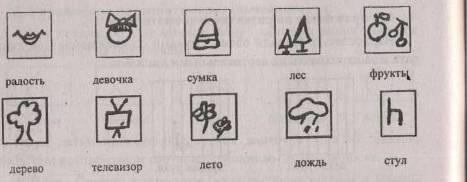 радость девочка сумка лес фрукты
дерево телевизор лето дождь стул